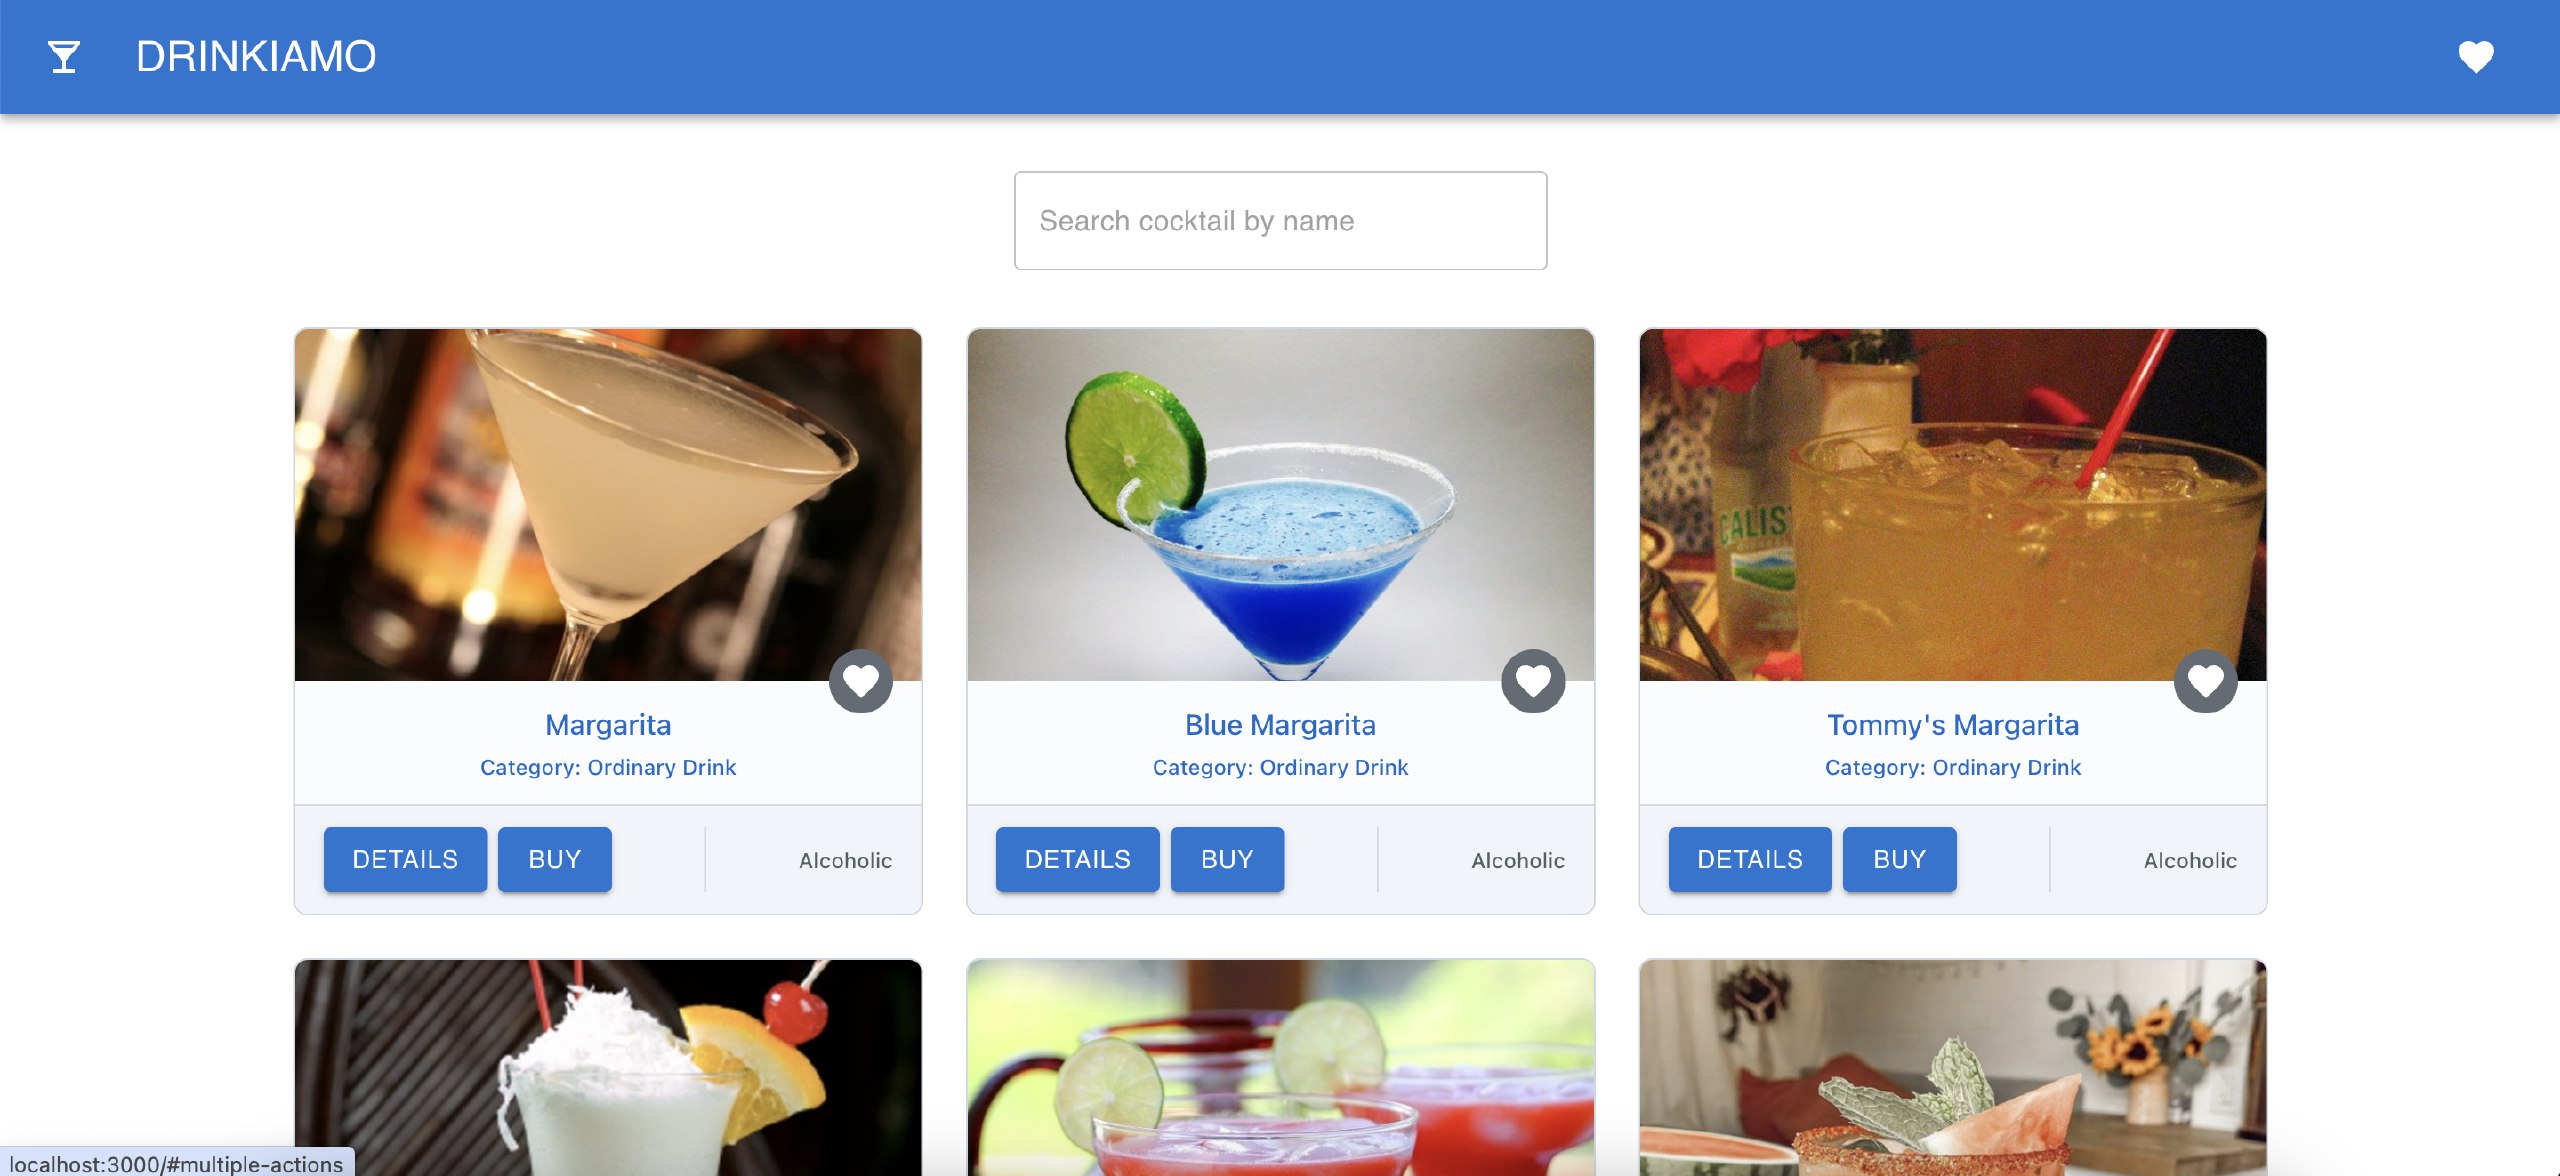 DRINKIAMO
Search cocktail by name
CALIS
Margarita
Category: Ordinary Drink
DETAILS
BUY
Alcoholic
Blue Margarita
Category: Ordinary Drink
DETAILS
BUY
Alcoholic
Tommy's Margarita
Category: Ordinary Drink
DETAILS
BUY
Alcoholic
localhost:3000/#multiple-actions